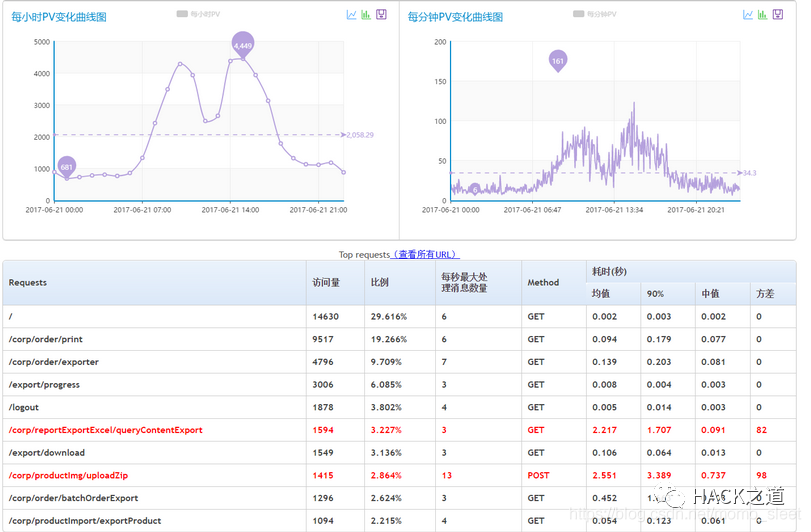 每小时PV变化曲线图
每小时PV
5000
4000
3000
2000
1000
0
4,449
681
2,058.29
2017-06-21 00:00
2017-06-21 07:00
2017-06-21 14:00
2017-06-21 21:00
每分钟PV变化曲线图
每分钟PV
200
150
100
50
0
161
34.3
2017-06-21 00:00
2017-06-21 06:47
2017-06-21 13:34
2017-06-21 20:21
Top requests（查看所有URL）
Requests 访问量 比例 每秒最大处 Method 耗时(秒)
理消息数量
均值 90% 中值 方差
/ 14630 29.616% 6 GET 0.002 0.003 0.002 0
/corp/order/print 9517 19.266% 6 GET 0.094 0.179 0.077 0
/corp/order/exporter 4796 9.709% 7 GET 0.139 0.203 0.081 0
/export/progress 3006 6.085% 3 GET 0.008 0.004 0.003 0
/logout 1878 3.802% 4 GET 0.005 0.014 0.003 0
/corp/reportExportExcel/queryContentExport 1594 3.227% 3 GET 2.217 1.707 0.091 82
/export/download 1549 3.136% 3 GET 0.106 0.064 0.013 0
/corp/productImg/uploadZip 1415 2.864% 13 POST 2.551 3.389 0.737 98
/corp/order/batchOrderExport 1296 2.624% 3 GET 0.452
HACK之道
/corp/productImport/exportProduct 1094 2.215% 4 GET 0.054 0.123 0.061